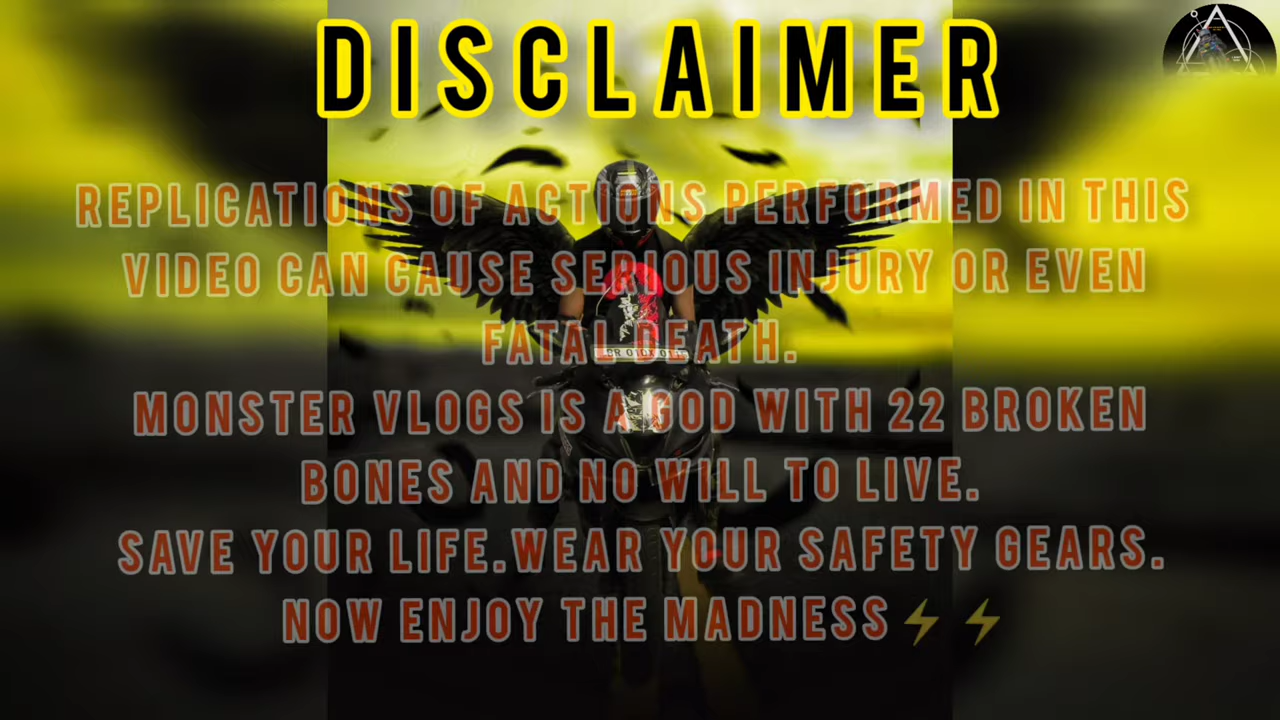 DISCLAIMER
REPLICATIONS OF ACTIONS PERFORMED IN THIS
VIDEO CAN CAUSE SERIOUS INJURY OR EVEN
FATAL DEATH.
MONSTER VLOGS IS A GOD WITH 22 BROKEN
BONES AND NO WILL TO LIVE.
SAVE YOUR LIFE.WEAR YOUR SAFETY GEARS.
NOW ENJOY THE MADNESS⚡⚡